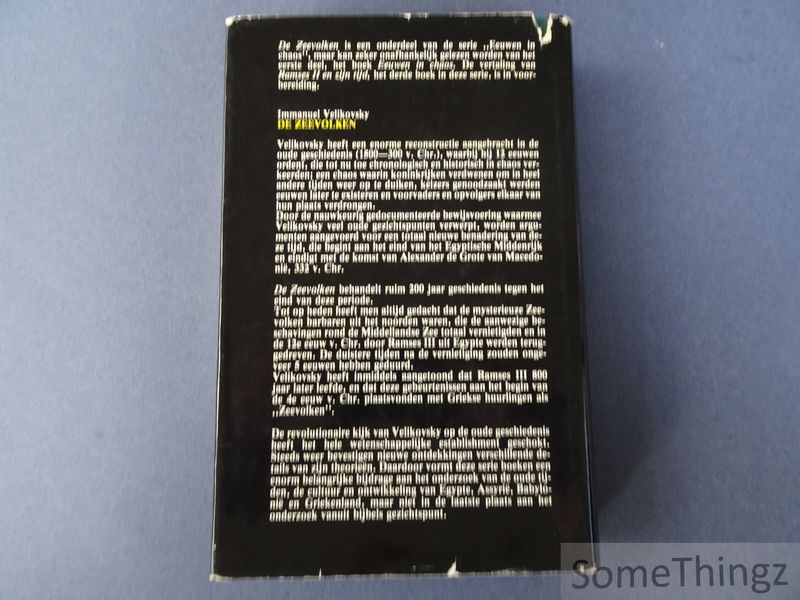 De Zeevolken is een onderdeel van de serie ,,Eeuwen in
chaos'', maar kan zeker onafhankelijk gelezen worden van het
eerste deel, het boek Eeuwen in chaos. De vertaling van
Ramses II en zijn tijd, het derde boek in deze serie, is in voor-
bereiding.
Immanuel Velikovsky
DE ZEEVOLKEN
Velikovsky heeft een enorme reconstructie aangebracht in de
oude geschiedenis (1500—300 v. Chr.), waarbij hij 12 eeuwen
ordent, die tot nu toe chronologisch en historisch in chaos ver-
keerden; een chaos waarin koninkrijken verdwenen om in heel
andere tijden weer op te duiken, keizers genoodzaakt werden
eeuwen later te existeren en voorvaders en opvolgers elkaar van
hun plaats verdrongen.
Door de nauwkeurig gedocumenteerde bewijsvoering waarmee
Velikovsky veel oude gezichtspunten verwerpt, worden argu-
menten aangevoerd voor een totaal nieuwe benadering van de-
ze tijd, die begint aan het eind van het Egyptische Middenrijk
en eindigt met de komst van Alexander de Grote van Macedo-
nië, 332 v. Chr.
De Zeevolken behandelt ruim 200 jaar geschiedenis tegen het
eind van deze periode.
Tot op heden heeft men altijd gedacht dat de mysterieuze Zee-
volken barbaren uit het noorden waren, die de aanwezige be-
schavingen rond de Middellandse Zee totaal vernietigden en in
de 12e eeuw v. Chr. door Ramses III uit Egypte werden terug-
gedreven. De duistere tijden na de vernietiging zouden onge-
veer 5 eeuwen hebben geduurd.
Velikovsky heeft inmiddels aangetoond dat Ramses III 800
jaar later leefde, en dat deze gebeurtenissen aan het begin van
de 4e eeuw v. Chr. plaatsvonden met Griekse huurlingen als
,,Zeevolken''.
De revolutionaire kijk van Velikovsky op de oude geschiedenis
heeft het hele wetenschappelijke establishment geschokt.
Steeds weer bevestigen nieuwe ontdekkingen verschillende de-
tails van zijn theorieën. Daardoor vormt deze reeks boeken een
enorm belangrijke bijdrage aan het onderzoek van de oude tij-
den, de cultuur en ontwikkeling van Egypte, Assyrië, Babylo-
nië en Griekenland, maar niet in de laatste plaats aan het
onderzoek vanuit bijbels gezichtspunt.
SomeThingz